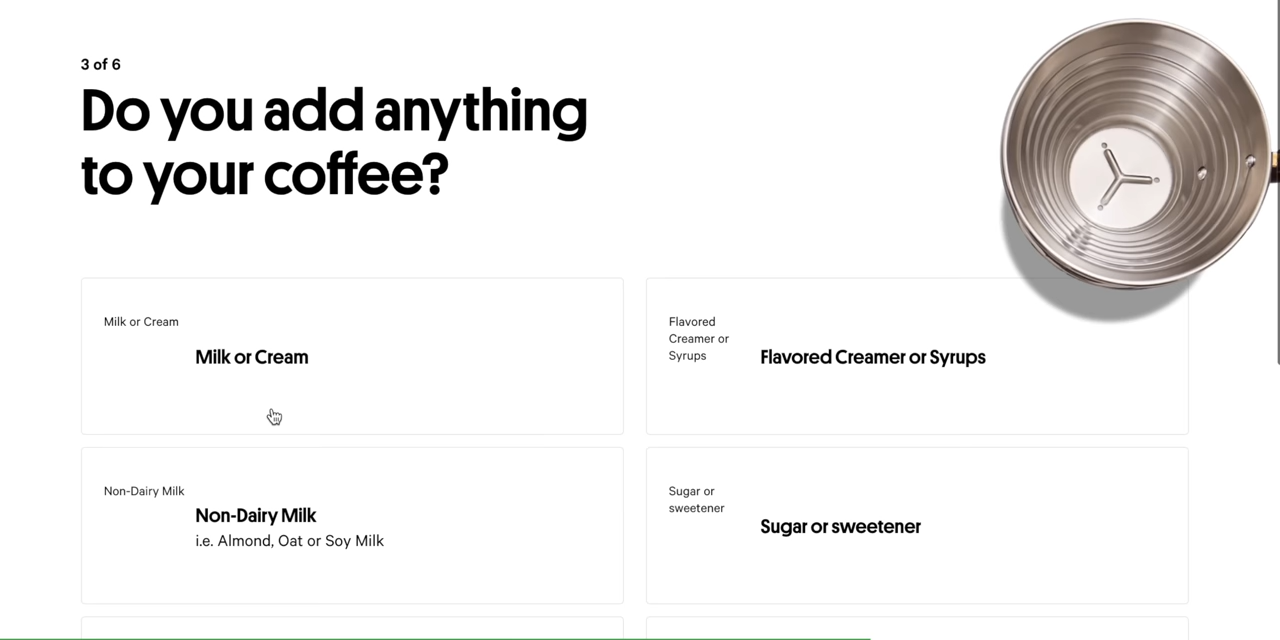 3 of 6
Do you add anything
to your coffee?
Milk or Cream
Milk or Cream
Flavored
Creamer or
Syrups
Flavored Creamer or Syrups
Non-Dairy Milk
Non-Dairy Milk
i.e. Almond, Oat or Soy Milk
Sugar or
sweetener
Sugar or sweetener